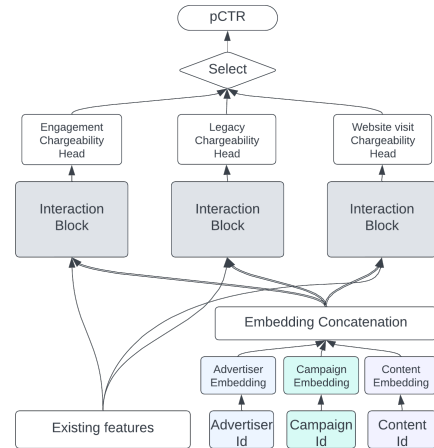 pCTR
Select
Engagement
Chargeability
Head
Legacy
Chargeability
Head
Website visit
Chargeability
Head
Interaction
Block
Interaction
Block
Interaction
Block
Embedding Concatenation
Advertiser
Embedding
Campaign
Embedding
Content
Embedding
Existing features
Advertiser
Id
Campaign
Id
Content
Id